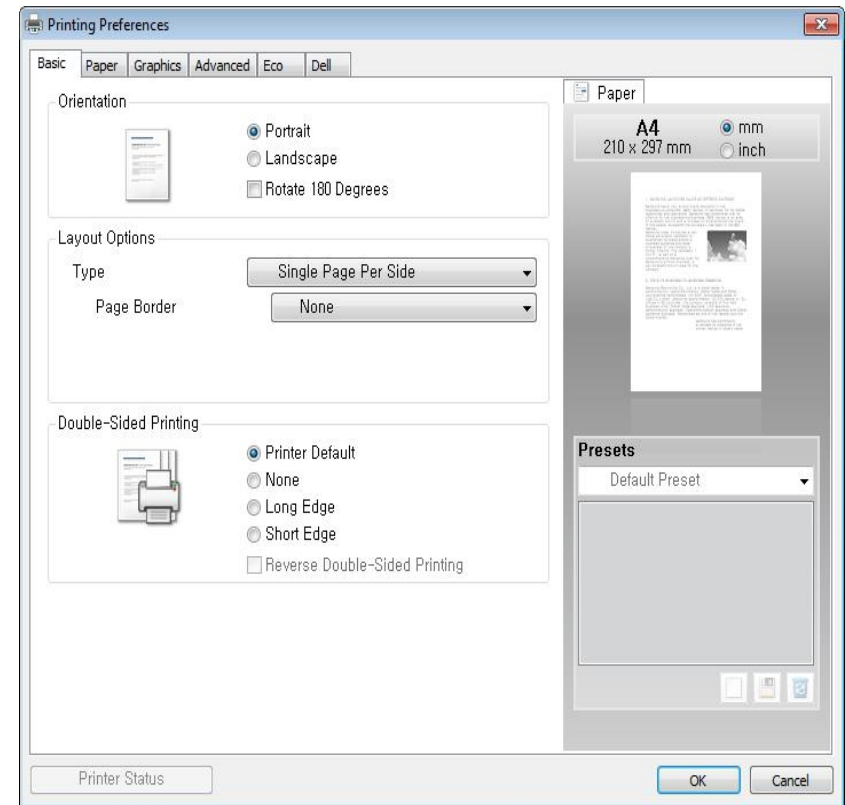 Printing Preferences
Basic Paper Graphics Advanced Eco Dell
Orientation
Portrait
Landscape
Rotate 180 Degrees
Layout Options
Type Single Page Per Side
Page Border None
Double-Sided Printing
Printer Default
None
Long Edge
Short Edge
Reverse Double-Sided Printing
Paper
A4
210 x 297 mm
mm
inch
Presets
Default Preset
Printer Status
OK Cancel